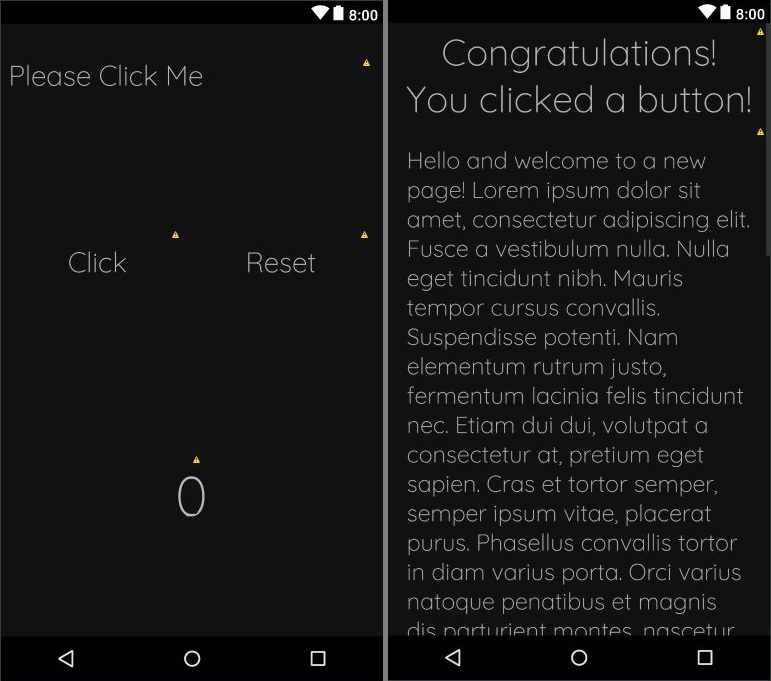 8:00
Please Click Me
Click
Reset
0
8:00
Congratulations!
You clicked a button!
Hello and welcome to a new
page! Lorem ipsum dolor sit
amet, consectetur adipiscing elit.
Fusce a vestibulum nulla. Nulla
eget tincidunt nibh. Mauris
tempor cursus convallis.
Suspendisse potenti. Nam
elementum rutrum justo,
fermentum lacinia felis tincidunt
nec. Etiam dui dui, volutpat a
consectetur at, pretium eget
sapien. Cras et tortor semper,
semper ipsum vitae, placerat
purus. Phasellus convallis tortor
in diam varius porta. Orci varius
natoque penatibus et magnis
dis parturient montes, nascetur